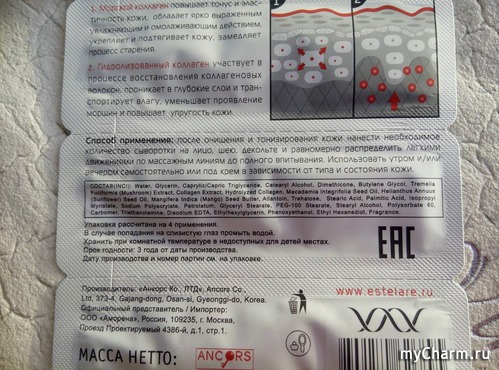 1. Морской коллаген повышает тонус и элас-
тичность кожи, обладает ярко выраженным
увлажняющим и омолаживающим действием,
укрепляет и подтягивает кожу, замедляет
процесс старения.
2. Гидролизованный коллаген участвует в
процессе восстановления коллагеновых
волокон, проникает в глубокие слои и тран-
спортирует влагу, уменьшает проявление
морщин и повышает упругость кожи.
1 2
Способ применения: после очищения и тонизирования кожи нанести необходимое
количество сыворотки на лицо, шею, декольте и равномерно распределить легкими
движениями по массажным линиям до полного впитывания. Использовать утром и/или
вечером самостоятельно или под крем в зависимости от типа и состояния кожи.
СОСТАВ(INCI): Water, Glycerin, Caprylic/Capric Triglyceride, Cetearyl Alcohol, Dimethicone, Butylene Glycol, Tremella
Fuciformis (Mushroom) Extract, Collagen Extract, Hydrolyzed Collagen, Macadamia Integrifolia Seed Oil, Helianthus Annuus
(Sunflower) Seed Oil, Mangifera Indica (Mango) Seed Butter, Allantoin, Trehalose, Stearic Acid, Palmitic Acid, Isopropyl
Myristate, Sodium Polyacrylate, Petrolatum, Glyceryl Stearate, PEG-100 Stearate, Stearyl Alcohol, Polysorbate 60,
Carbomer, Triethanolamine, Disodium EDTA, Ethylhexylglycerin, Phenoxyethanol, Ethyl Hexanediol, Fragrance.
Упаковка рассчитана на 4 применения.
В случае попадания на слизистую глаз промыть водой.
Хранить при комнатной температуре в недоступных для детей местах.
Срок годности: 3 года от даты производства.
Дату производства и номер партии см. на упаковке.
EAC
Производитель: «Анкорс Ко., ЛТД», Ancors Co.,
Ltd, 373-4, Gajang-dong, Osan-si, Gyeonggi-do, Korea.
Официальный представитель / Импортер:
ООО «Аморена», Россия, 109235, г. Москва,
Проезд Проектируемый 4386-й, д.1, стр.1.
www.estelare.ru
МАССА НЕТТО:
ANCORS
myCharm.ru